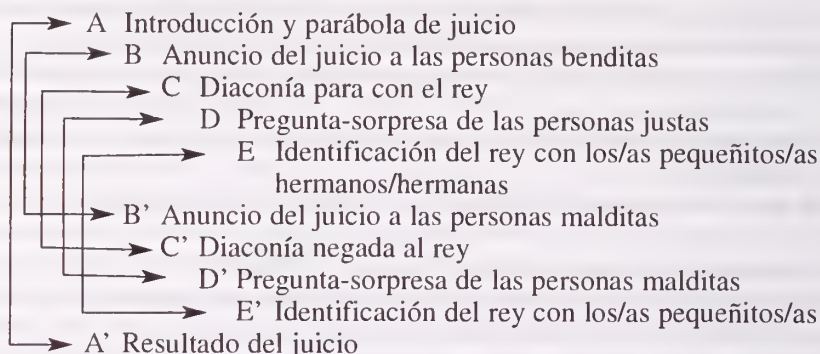 A Introducción y parábola de juicio
B Anuncio del juicio a las personas benditas
C Diaconía para con el rey
D Pregunta-sorpresa de las personas justas
E Identificación del rey con los/as pequeñitos/as
hermanos/hermanas
B' Anuncio del juicio a las personas malditas
C' Diaconía negada al rey
D' Pregunta-sorpresa de las personas malditas
E' Identificación del rey con los/as pequeñitos/as
A' Resultado del juicio